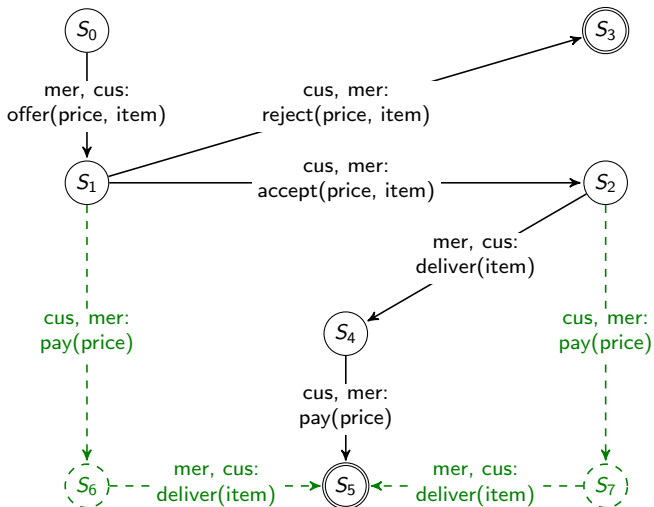 S0
S3
mer, cus:
offer(price, item)
cus, mer:
reject(price, item)
S1
cus, mer:
accept(price, item)
S2
mer, cus:
deliver(item)
cus, mer:
pay(price)
S4
cus, mer:
pay(price)
cus, mer:
pay(price)
S6
mer, cus:
deliver(item)
S5
mer, cus:
deliver(item)
S7